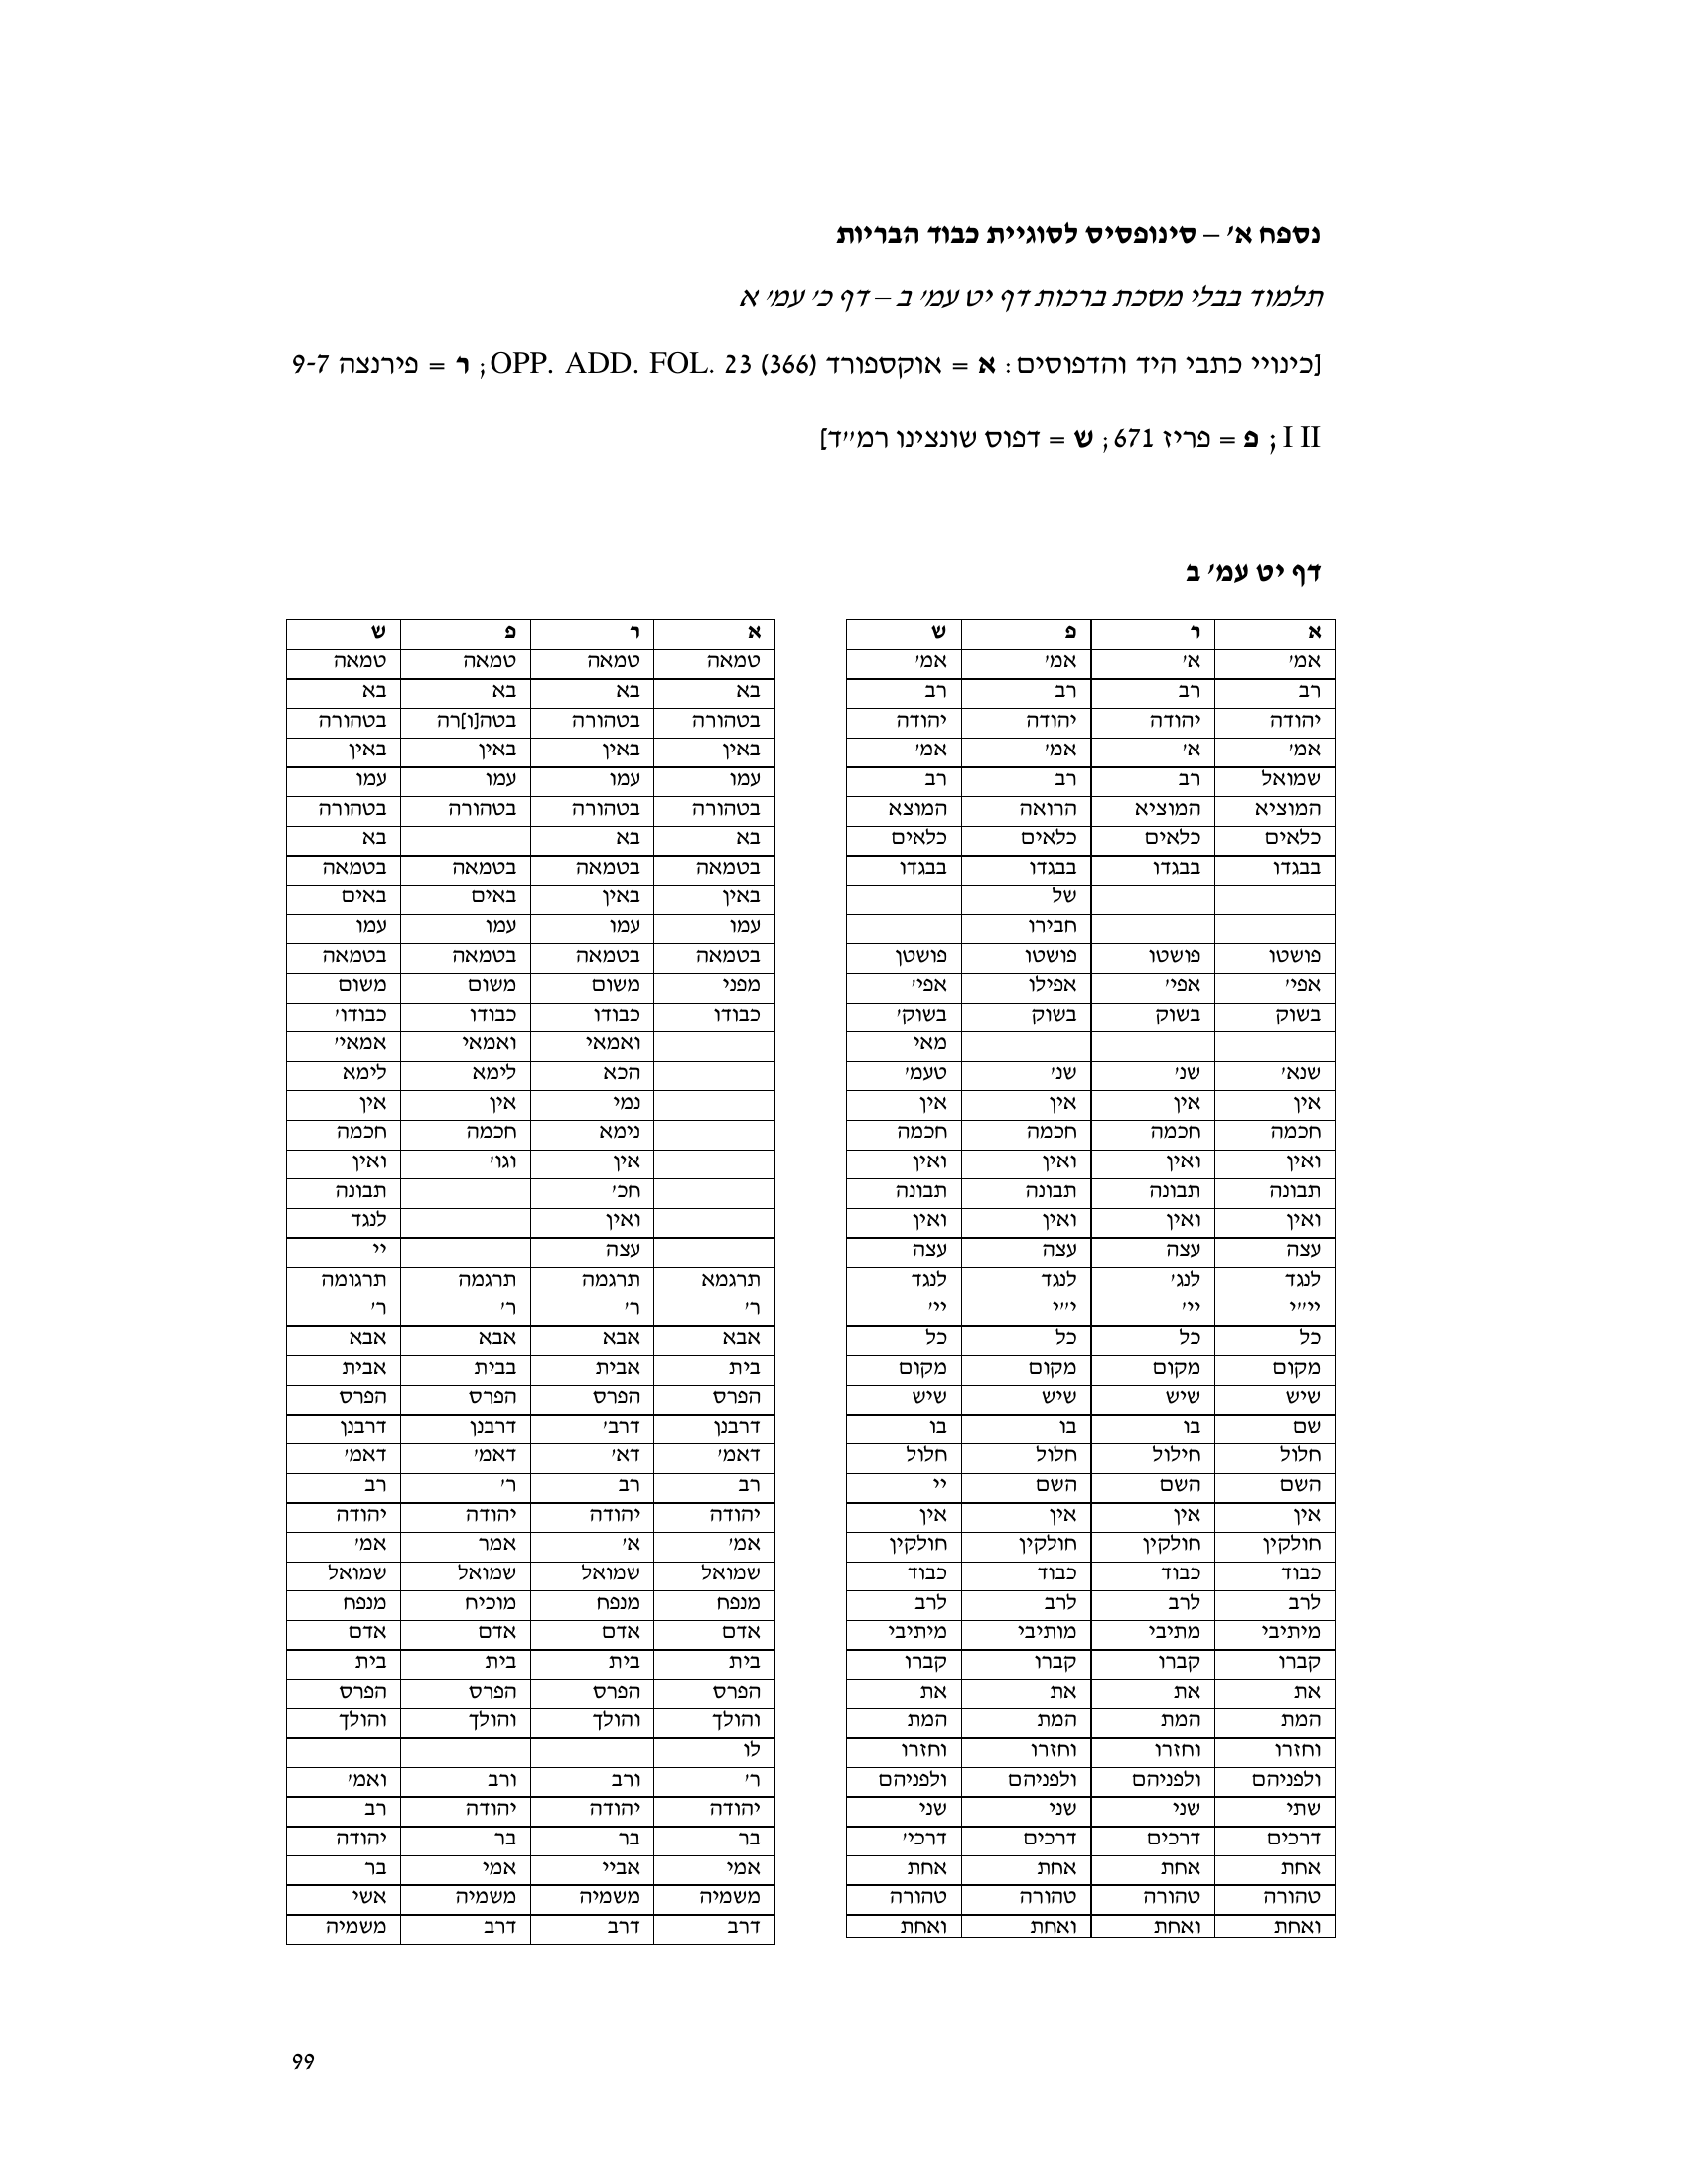 נספח א׳ – סינופסיס לסוגיית כבוד הבריות
תלמוד בבלי מסכת ברכות דף יט עמ׳ ב – דף כ׳ עמ׳ א
[כינויי כתבי היד והדפוסים: א = אוקספורד OPP. ADD. FOL. 23 (366); ר = פירנצה 9-7
I II; פ = פריז 671; ש = דפוס שונצינו רמ״ד]
דף יט עמ׳ ב
א ר פ ש
אמ׳ א׳ אמ׳ אמ׳
רב רב רב רב
יהודה יהודה יהודה יהודה
אמ׳ א׳ אמ׳ אמ׳
שמואל רב רב רב
המוציא המוציא הרואה המוצא
כלאים כלאים כלאים כלאים
בבגדו בבגדו בבגדו בבגדו
של
חבירו
פושטו פושטו פושטו פושטן
אפי׳ אפי׳ אפילו אפי׳
בשוק בשוק בשוק בשוק׳
מאי
שנא׳ שנ׳ שנ׳ טעמ׳
אין אין אין אין
חכמה חכמה חכמה חכמה
ואין ואין ואין ואין
תבונה תבונה תבונה תבונה
ואין ואין ואין ואין
עצה עצה עצה עצה
לנגד לנג׳ לנגד לנגד
יי״י יי׳ י״י יי׳
כל כל כל כל
מקום מקום מקום מקום
שיש שיש שיש שיש
שם בו בו בו
חלול חילול חלול חלול
השם השם השם יי
אין אין אין אין
חולקין חולקין חולקין חולקין
כבוד כבוד כבוד כבוד
לרב לרב לרב לרב
מיתיבי מתיבי מותיבי מיתיבי
קברו קברו קברו קברו
את את את את
המת המת המת המת
וחזרו וחזרו וחזרו וחזרו
ולפניהם ולפניהם ולפניהם ולפניהם
שתי שני שני שני
דרכים דרכים דרכים דרכי׳
אחת אחת אחת אחת
טהורה טהורה טהורה טהורה
ואחת ואחת ואחת ואחת
א ר פ ש
טמאה טמאה טמאה טמאה
בא בא בא בא
בטהורה בטהורה בטה[ו]רה בטהורה
באין באין באין באין
עמו עמו עמו עמו
בטהורה בטהורה בטהורה בטהורה
בא בא בא
בטמאה בטמאה בטמאה בטמאה
באין באין באים באים
עמו עמו עמו עמו
בטמאה בטמאה בטמאה בטמאה
מפני משום משום משום
כבודו כבודו כבודו כבודו׳
ואמאי ואמאי אמאי׳
הכא לימא לימא
נמי אין אין
נימא חכמה חכמה
אין וגו׳ ואין
חכ׳ תבונה
ואין לנגד
עצה יי
תרגמא תרגמה תרגמה תרגומה
ר׳ ר׳ ר׳ ר׳
אבא אבא אבא אבא
בית אבית בבית אבית
הפרס הפרס הפרס הפרס
דרבנן דרב׳ דרבנן דרבנן
דאמ׳ דא׳ דאמ׳ דאמ׳
רב רב ר׳ רב
יהודה יהודה יהודה יהודה
אמ׳ א׳ אמר אמ׳
שמואל שמואל שמואל שמואל
מנפח מנפח מוכיח מנפח
אדם אדם אדם אדם
בית בית בית בית
הפרס הפרס הפרס הפרס
והולך והולך והולך והולך
לו
ר׳ ורב ורב ואמ׳
יהודה יהודה יהודה רב
בר בר בר יהודה
אמי אביי אמי בר
משמיה משמיה משמיה אשי
דרב דרב דרב משמיה
99